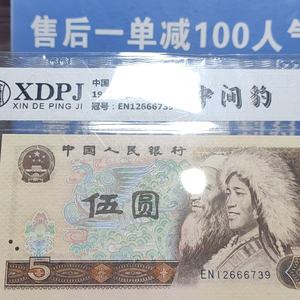 售后一单减100人气
XDPJ
XIN DE PING JI
中国
19
冠号：EN12666739
中间豹
中国人民银行
伍圆
5
EN12666739